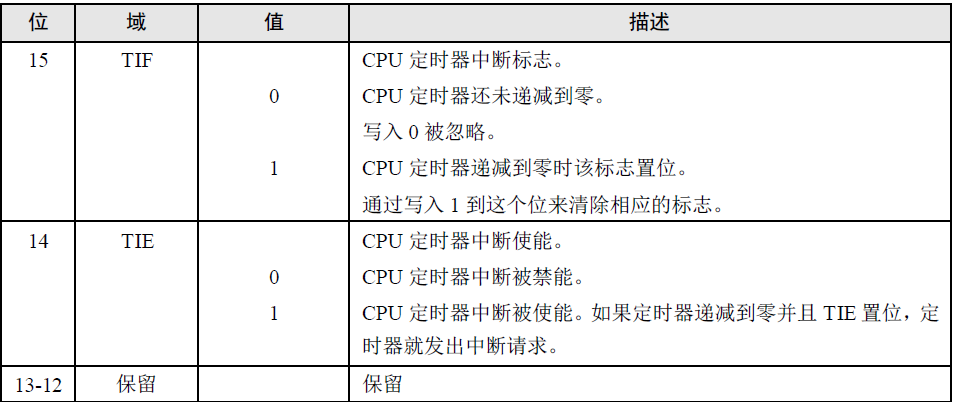 位 域 值 描述
15 TIF CPU 定时器中断标志。
0 CPU 定时器还未递减到零。
写入 0 被忽略。
1 CPU 定时器递减到零时该标志置位。
通过写入 1 到这个位来清除相应的标志。
14 TIE CPU 定时器中断使能。
0 CPU 定时器中断被禁能。
1 CPU 定时器中断被使能。如果定时器递减到零并且 TIE 置位，定
时器就发出中断请求。
13-12 保留 保留